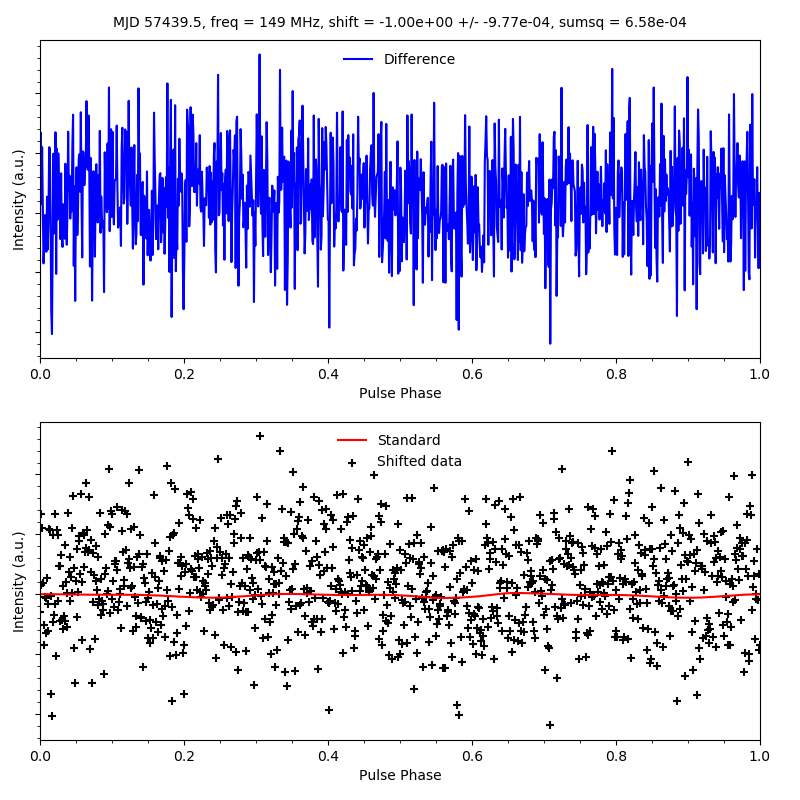 MJD 57439.5, freq = 149 MHz, shift = -1.00e+00 +/- -9.77e-04, sumsq = 6.58e-04
Difference
Intensity (a.u.)
0.0 0.2 0.4 0.6 0.8 1.0
Pulse Phase
Standard
Shifted data
Intensity (a.u.)
0.0 0.2 0.4 0.6 0.8 1.0
Pulse Phase